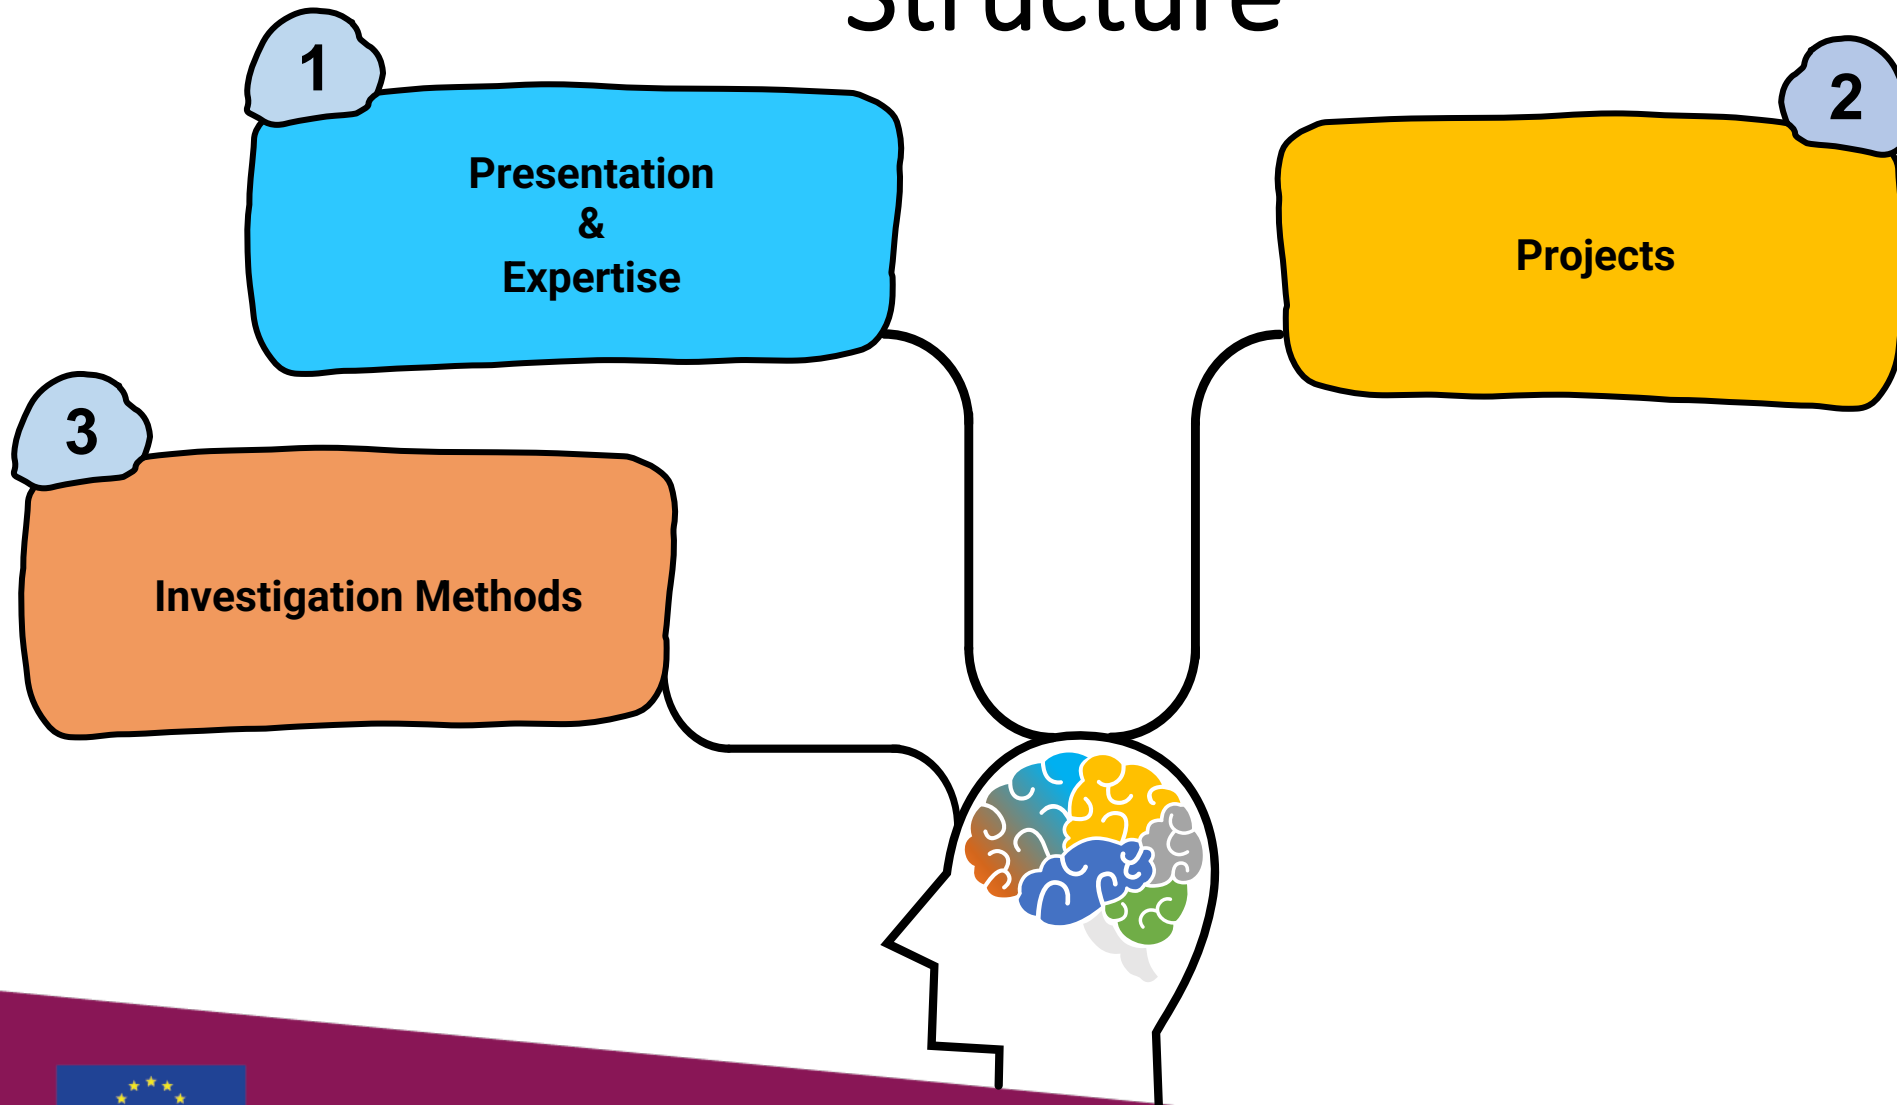 Structure
1
Presentation
&
Expertise
2
Projects
3
Investigation Methods